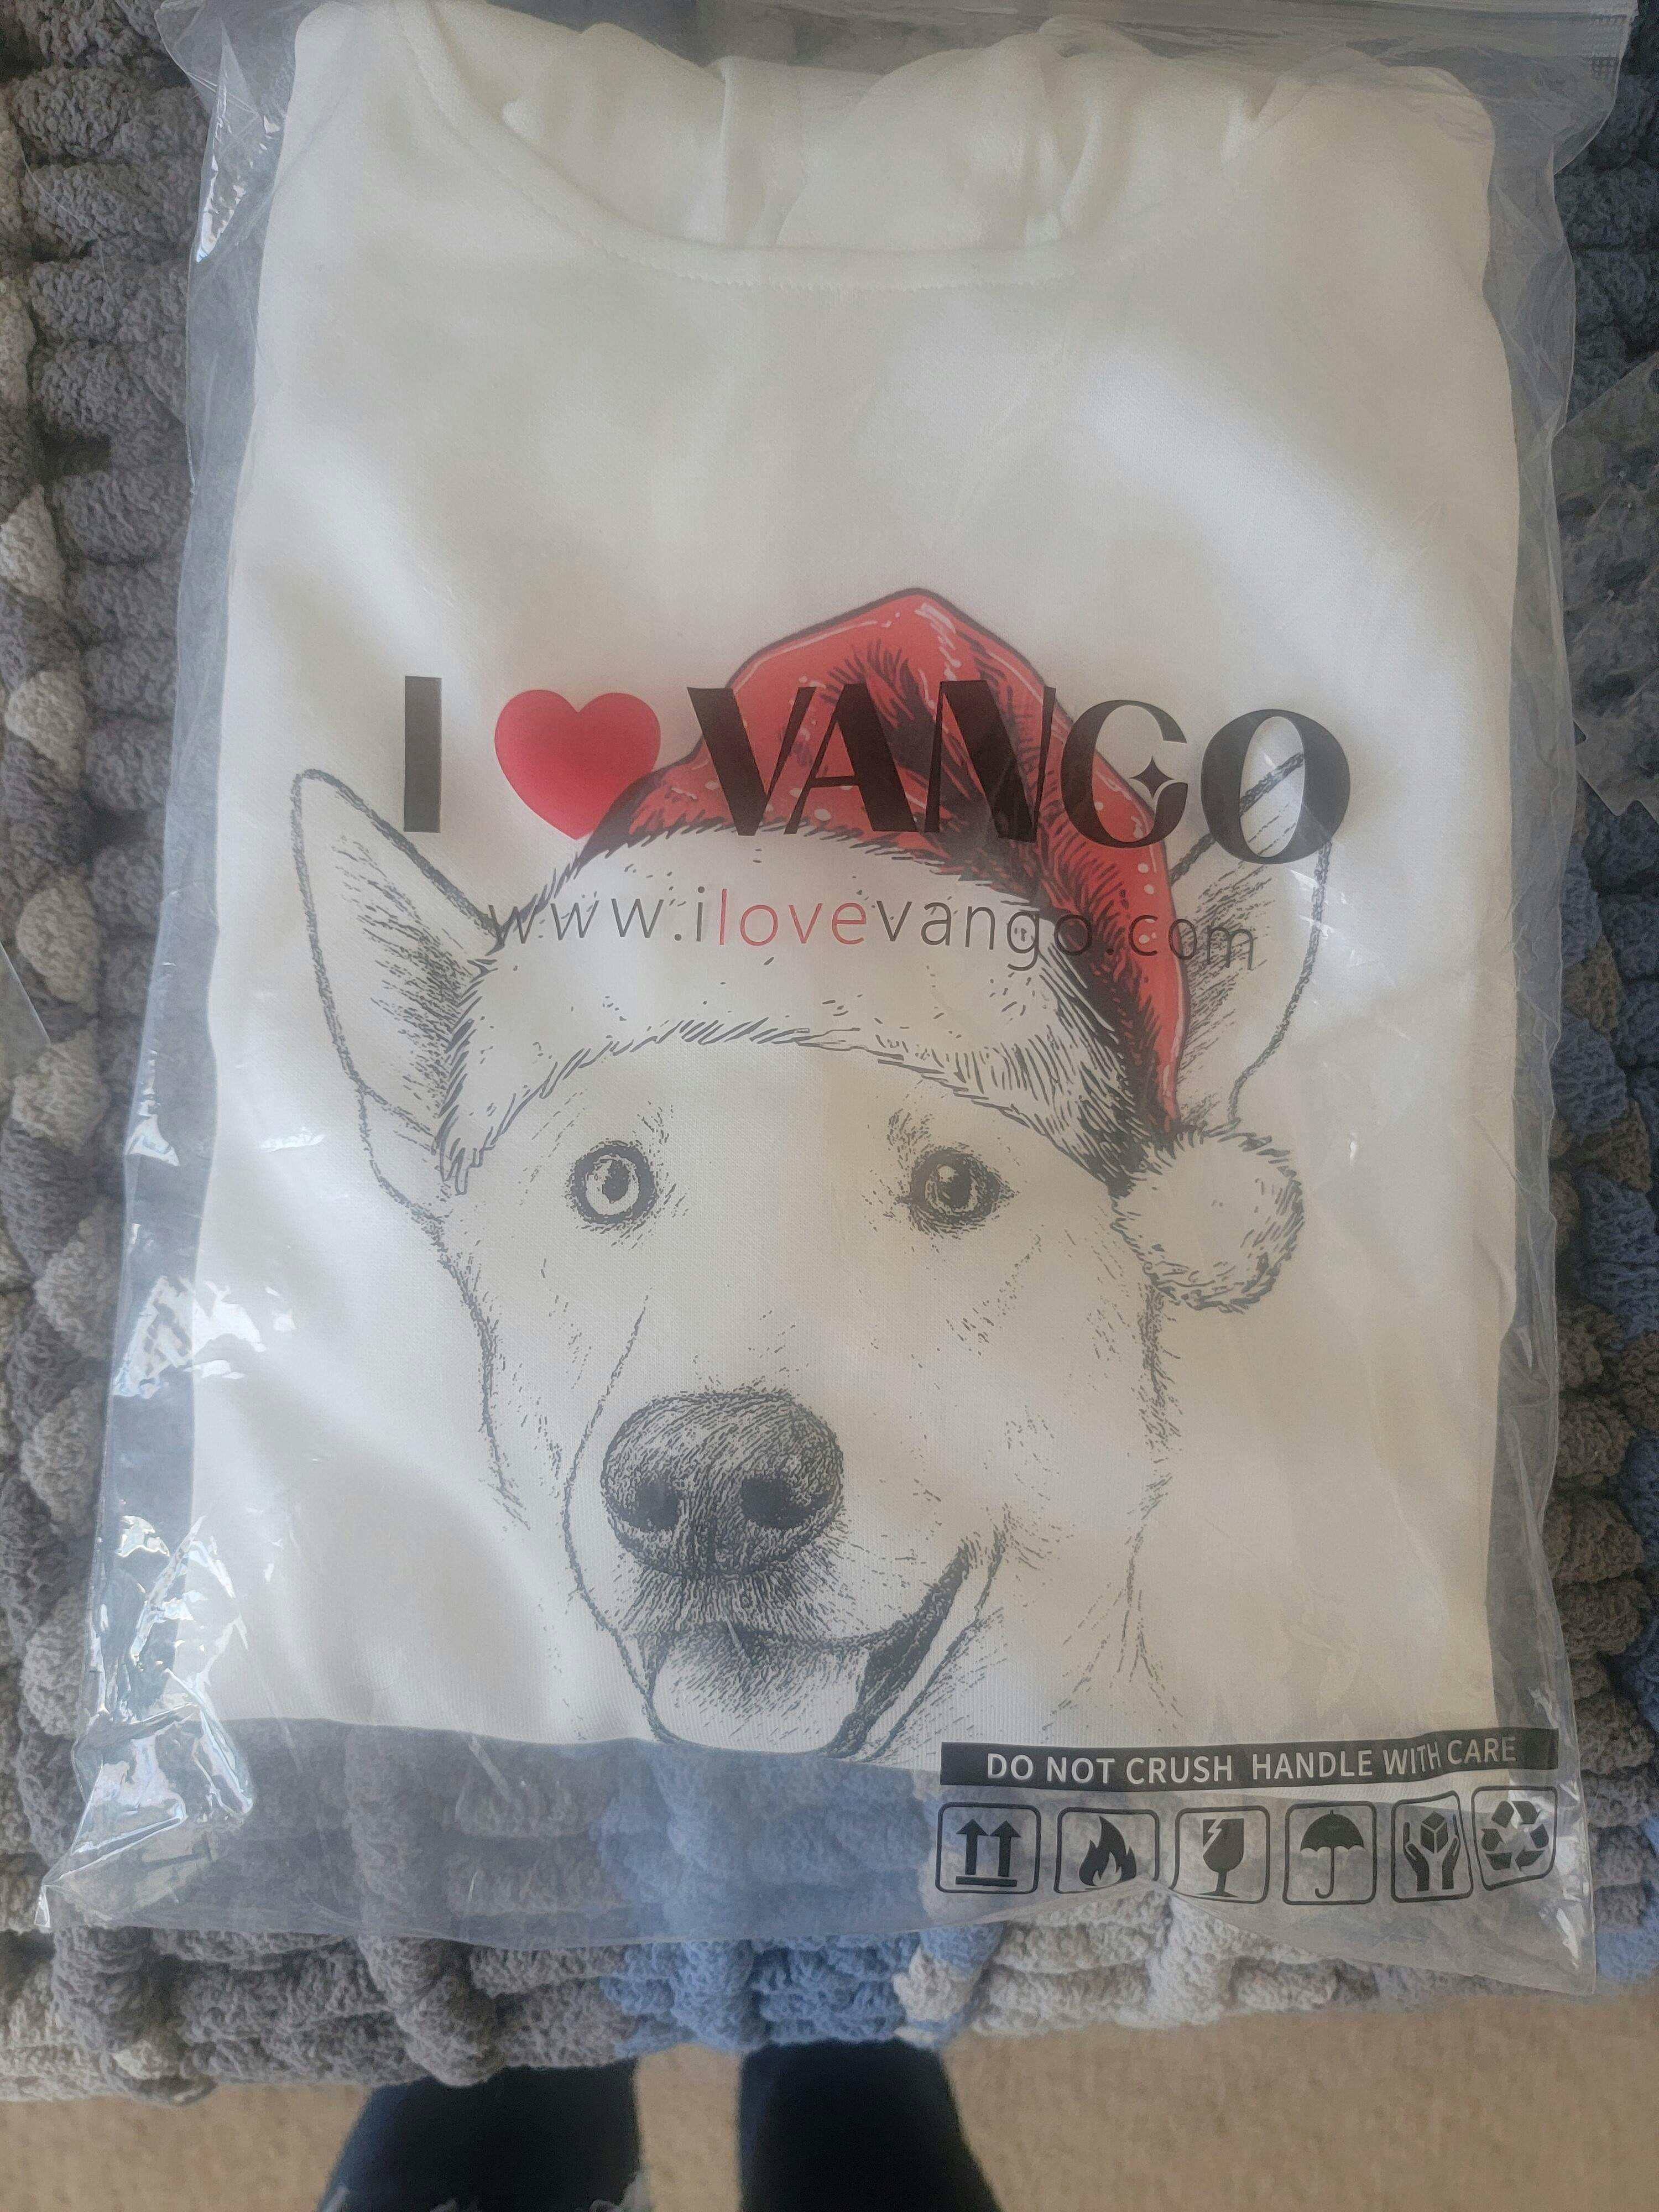 I ❤ VANGO
www.ilovevango.com
DO NOT CRUSH HANDLE WITH CARE